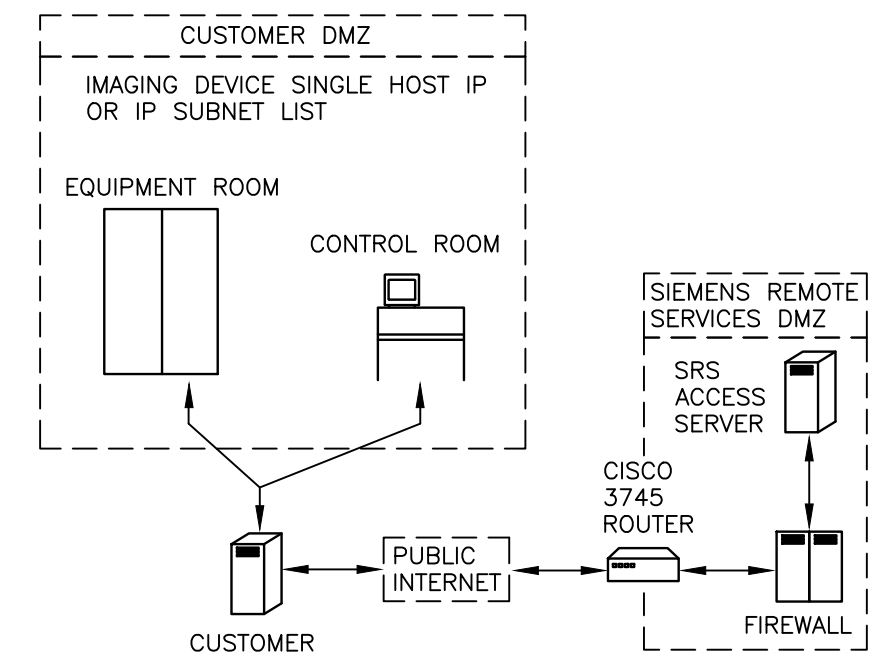 CUSTOMER DMZ
IMAGING DEVICE SINGLE HOST IP
OR IP SUBNET LIST
EQUIPMENT ROOM
CONTROL ROOM
SIEMENS REMOTE
SERVICES DMZ
SRS
ACCESS
SERVER
CISCO
3745
ROUTER
PUBLIC
INTERNET
FIREWALL
CUSTOMER